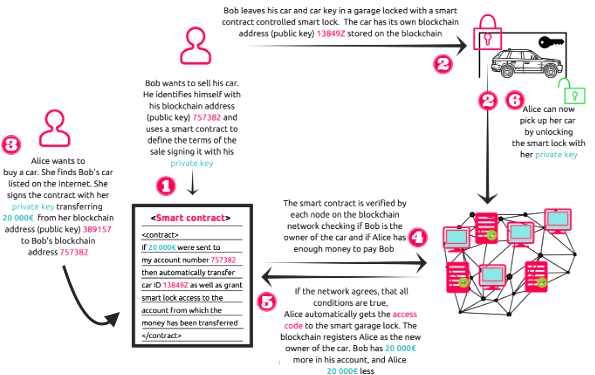 Bob leaves his car and car key in a garage locked with a smart
contract controlled smart lock. The car has its own blockchain
address (public key) 13849Z stored on the blockchain
2
Bob wants to sell his car.
He identifies himself with
his blockchain address
(public key) 757382 and
uses a smart contract to
define the terms of the
sale signing it with his
private key
1
2
6
Alice can now
pick up her car
by unlocking
the smart lock with
her private key
3
Alice wants to
buy a car. She finds Bob's car
listed on the Internet. She
signs the contract with her
private key transferring
20 000€ from her blockchain
address (public key) 389157
to Bob's blockchain
address 757382
<Smart contract>
<contract>
If 20 000€ were sent to
my account number 757382
then automatically transfer
car ID 13849Z as well as grant
smart lock access to the
account from which the
money has been transferred
</contract>
The smart contract is verified by
each node on the blockchain
network checking if Bob is the
owner of the car and if Alice has
enough money to pay Bob
4
5
If the network agrees, that all
conditions are true,
Alice automatically gets the access
code to the smart garage lock. The
blockchain registers Alice as the new
owner of the car. Bob has 20 000€
more in his account, and Alice
20 000€ less